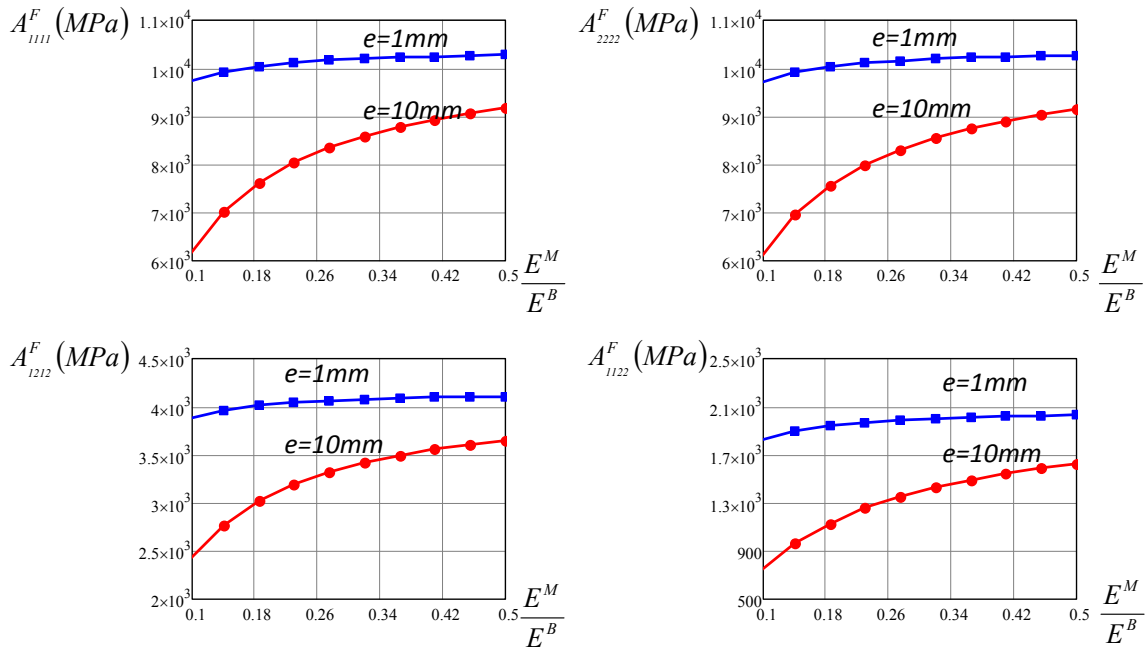 A^F_1111 (MPa)
1.1×10^4
1×10^4
9×10^3
8×10^3
7×10^3
6×10^3
e=1mm
e=10mm
0.1 0.18 0.26 0.34 0.42 0.5
E^M
E^B
A^F_2222 (MPa)
1.1×10^4
1×10^4
9×10^3
8×10^3
7×10^3
6×10^3
e=1mm
e=10mm
0.1 0.18 0.26 0.34 0.42 0.5
E^M
E^B
A^F_1212 (MPa)
4.5×10^3
4×10^3
3.5×10^3
3×10^3
2.5×10^3
2×10^3
e=1mm
e=10mm
0.1 0.18 0.26 0.34 0.42 0.5
E^M
E^B
A^F_1122 (MPa)
2.5×10^3
2.1×10^3
1.7×10^3
1.3×10^3
900
500
e=1mm
e=10mm
0.1 0.18 0.26 0.34 0.42 0.5
E^M
E^B